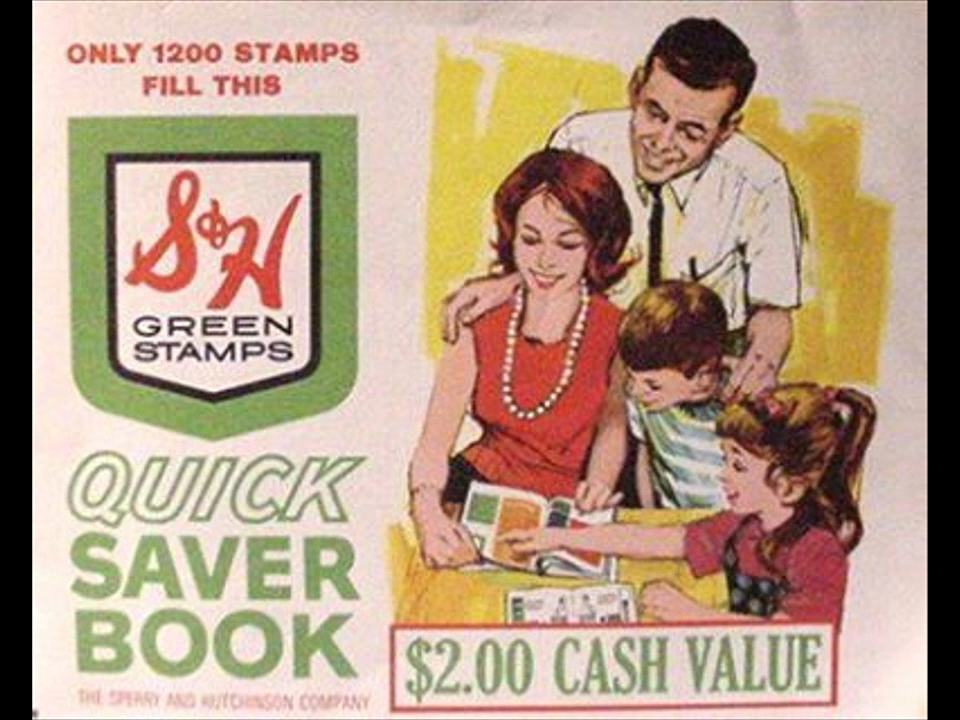 ONLY 1200 STAMPS
FILL THIS
S&H
GREEN
STAMPS
QUICK
SAVER
BOOK
THE SPERRY AND HUTCHINSON COMPANY
$2.00 CASH VALUE